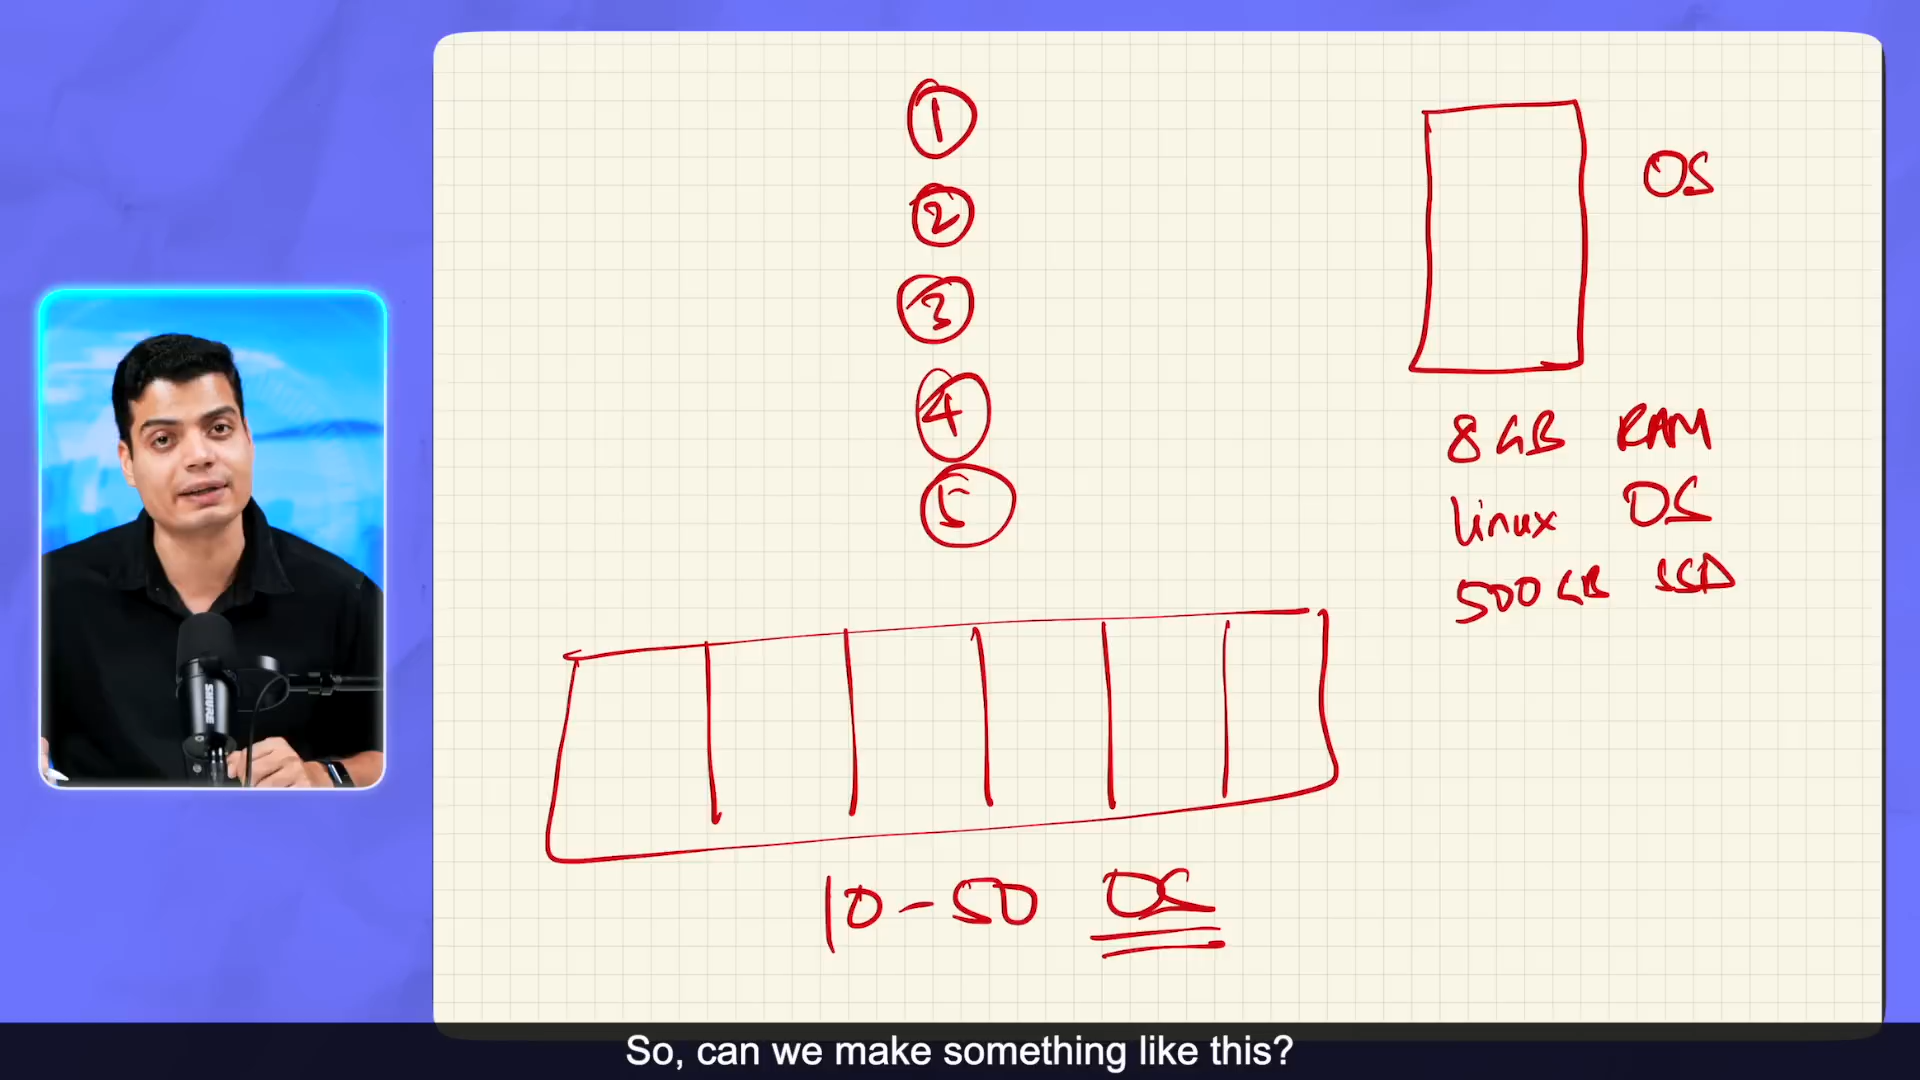 1
2
3
4
5
OS
8 GB RAM
Linux OS
500 GB SSD
10-50 OS
SHURE
So, can we make something like this?